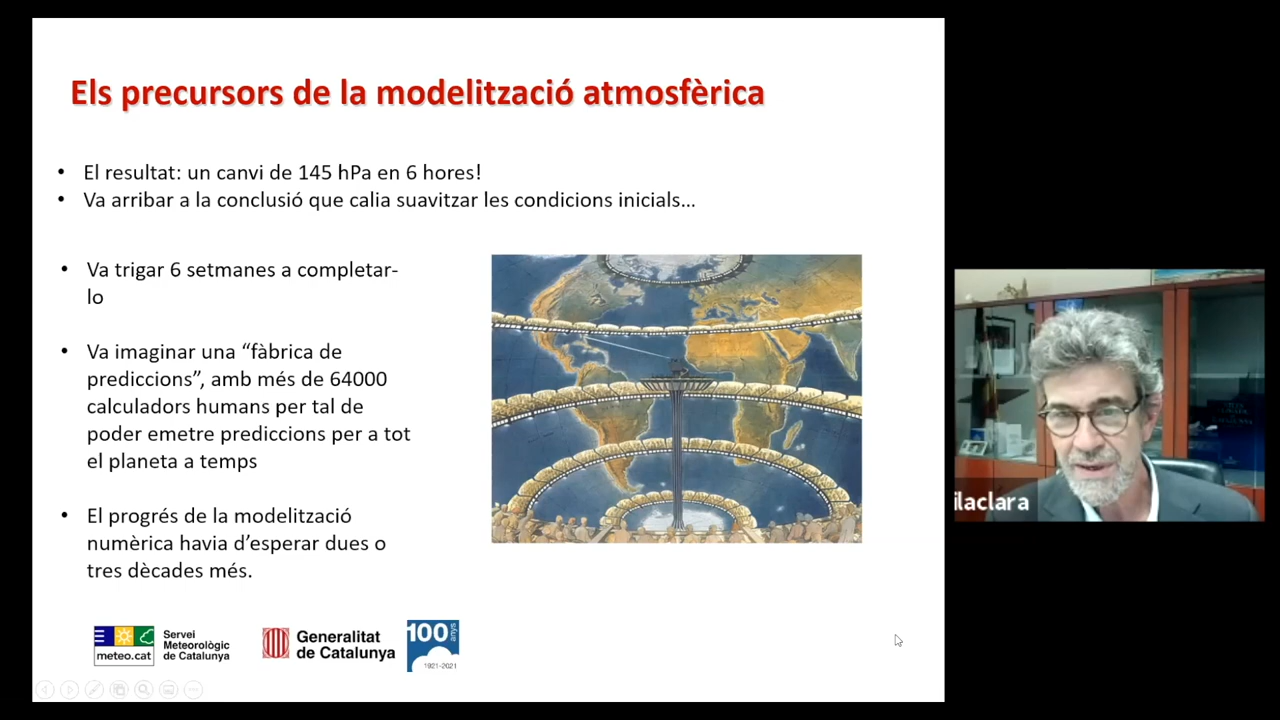 Els precursors de la modelització atmosfèrica
• El resultat: un canvi de 145 hPa en 6 hores!
• Va arribar a la conclusió que calia suavitzar les condicions inicials...
• Va trigar 6 setmanes a completar-
lo
• Va imaginar una “fàbrica de
prediccions”, amb més de 64000
calculadors humans per tal de
poder emetre prediccions per a tot
el planeta a temps
• El progrés de la modelització
numèrica havia d’esperar dues o
tres dècades més.
meteo.cat
Servei
Meteorològic
de Catalunya
Generalitat
de Catalunya
100 anys
1921-2021
ilaclara